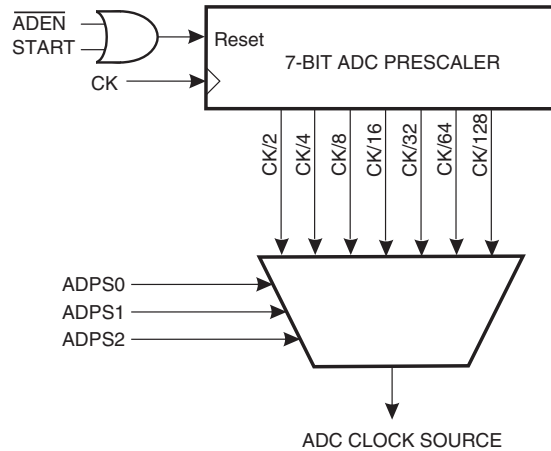 ADEN
START
Reset
7-BIT ADC PRESCALER
CK
CK/2
CK/4
CK/8
CK/16
CK/32
CK/64
CK/128
ADPS0
ADPS1
ADPS2
ADC CLOCK SOURCE